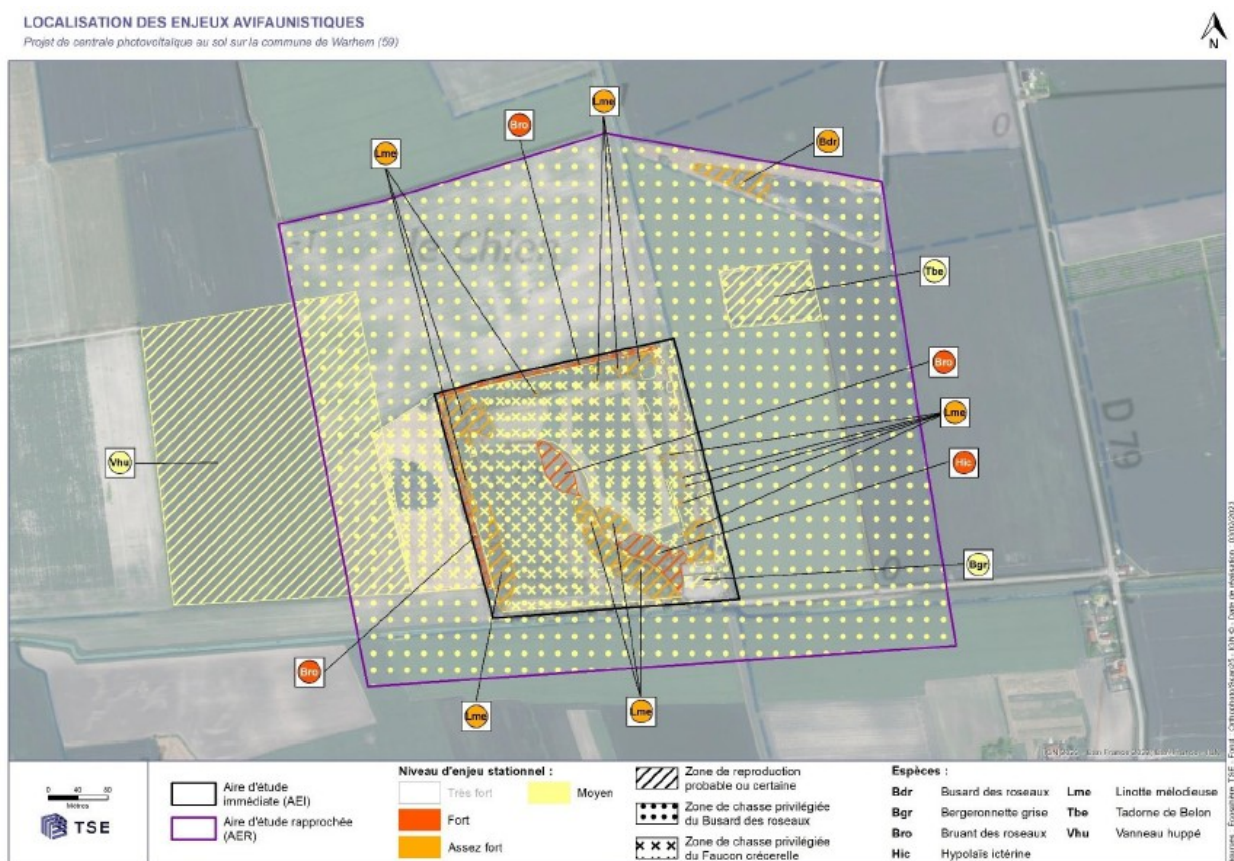 LOCALISATION DES ENJEUX AVIFAUNISTIQUES
Projet de centrale photovoltaïque au sol sur la commune de Warhem (59)
N
Lme
Bro
Lme
Bdr
Tbe
Bro
Lme
Hic
Vhu
Bgr
Bro
Lme
Lme
D 79
0
0
0 40 80
Mètres
TSE
Aire d'étude
immédiate (AEI)
Aire d'étude rapprochée
(AER)
Niveau d'enjeu stationnel :
Très fort
Moyen
Fort
Assez fort
Zone de reproduction
probable ou certaine
Zone de chasse privilégiée
du Busard des roseaux
Zone de chasse privilégiée
du Faucon crécerelle
Espèces :
Bdr Busard des roseaux
Bgr Bergeronnette grise
Bro Bruant des roseaux
Hic Hypolaïs ictérine
Lme Linotte mélodieuse
Tbe Tadorne de Belon
Vhu Vanneau huppé